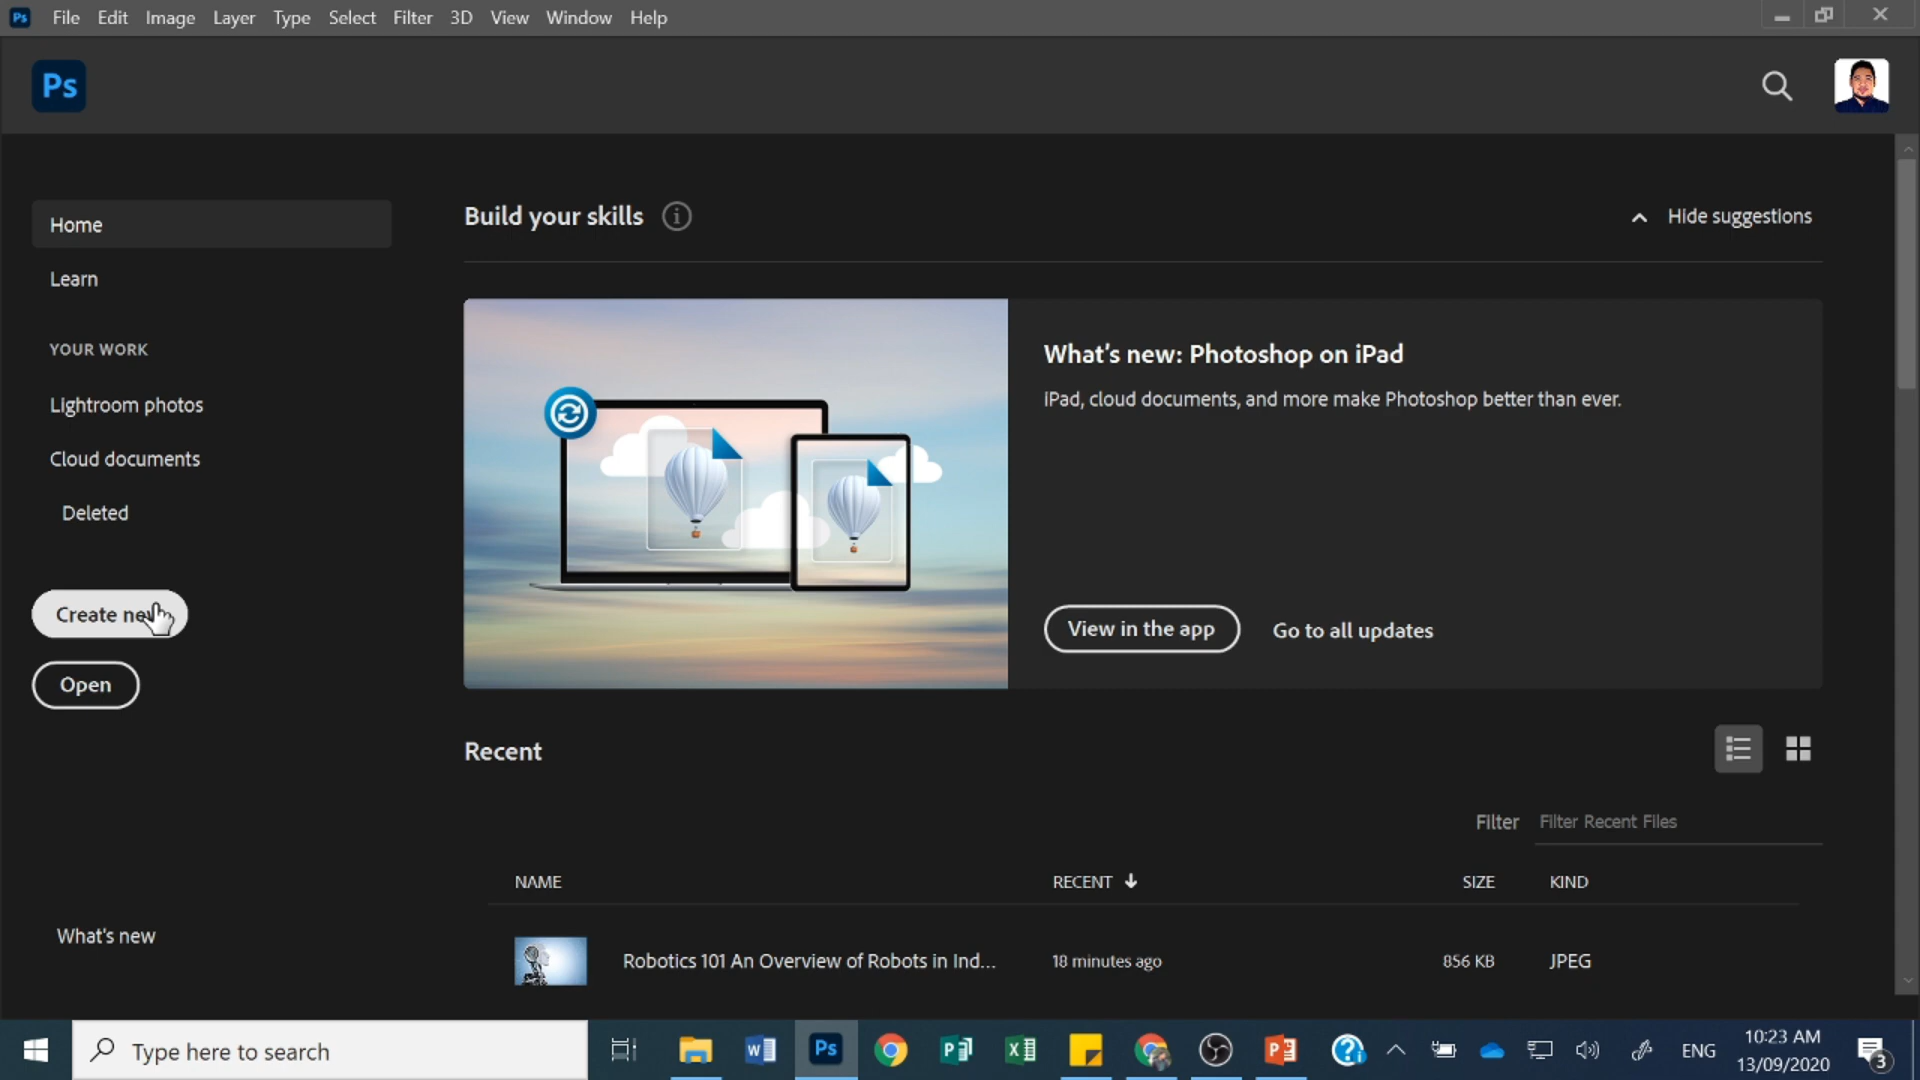 Ps File Edit Image Layer Type Select Filter 3D View Window Help
Ps
Home
Learn
YOUR WORK
Lightroom photos
Cloud documents
Deleted
Create new
Open
What's new
Build your skills
Hide suggestions
What's new: Photoshop on iPad
iPad, cloud documents, and more make Photoshop better than ever.
View in the app Go to all updates
Recent
Filter Filter Recent Files
NAME RECENT SIZE KIND
Robotics 101 An Overview of Robots in Ind... 18 minutes ago 856 KB JPEG
Type here to search
Ps
ENG
10:23 AM
13/09/2020
3